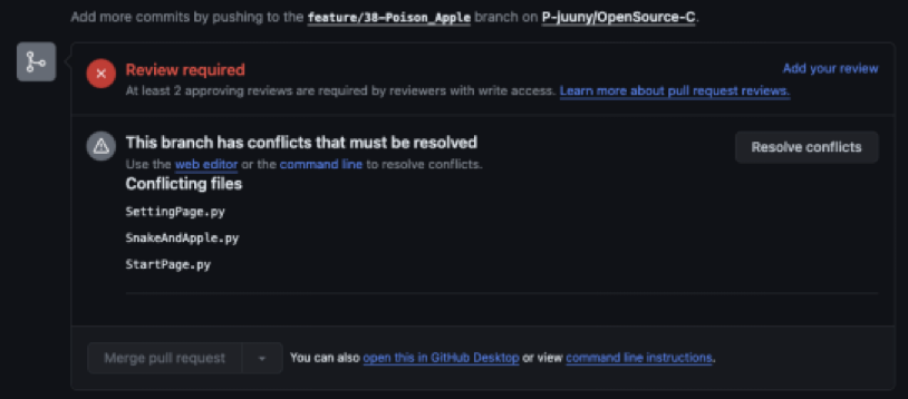 Add more commits by pushing to the feature/38-Poison_Apple branch on P-juuny/OpenSource-C.
Review required
Add your review
At least 2 approving reviews are required by reviewers with write access. Learn more about pull request reviews.
This branch has conflicts that must be resolved
Resolve conflicts
Use the web editor or the command line to resolve conflicts.
Conflicting files
SettingPage.py
SnakeAndApple.py
StartPage.py
Merge pull request
You can also open this in GitHub Desktop or view command line instructions.